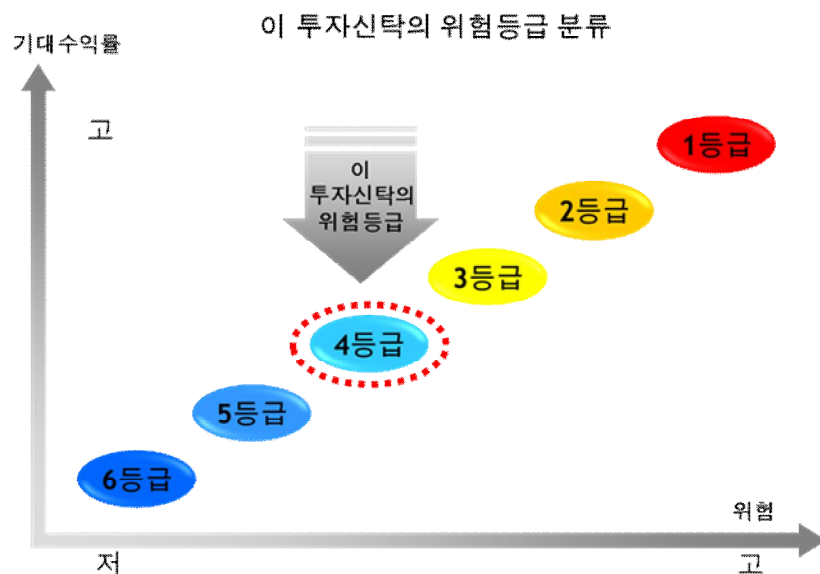 이 투자신탁의 위험등급 분류
기대수익률
고
이
투자신탁의
위험등급
1등급
2등급
3등급
4등급
5등급
6등급
위험
저
고